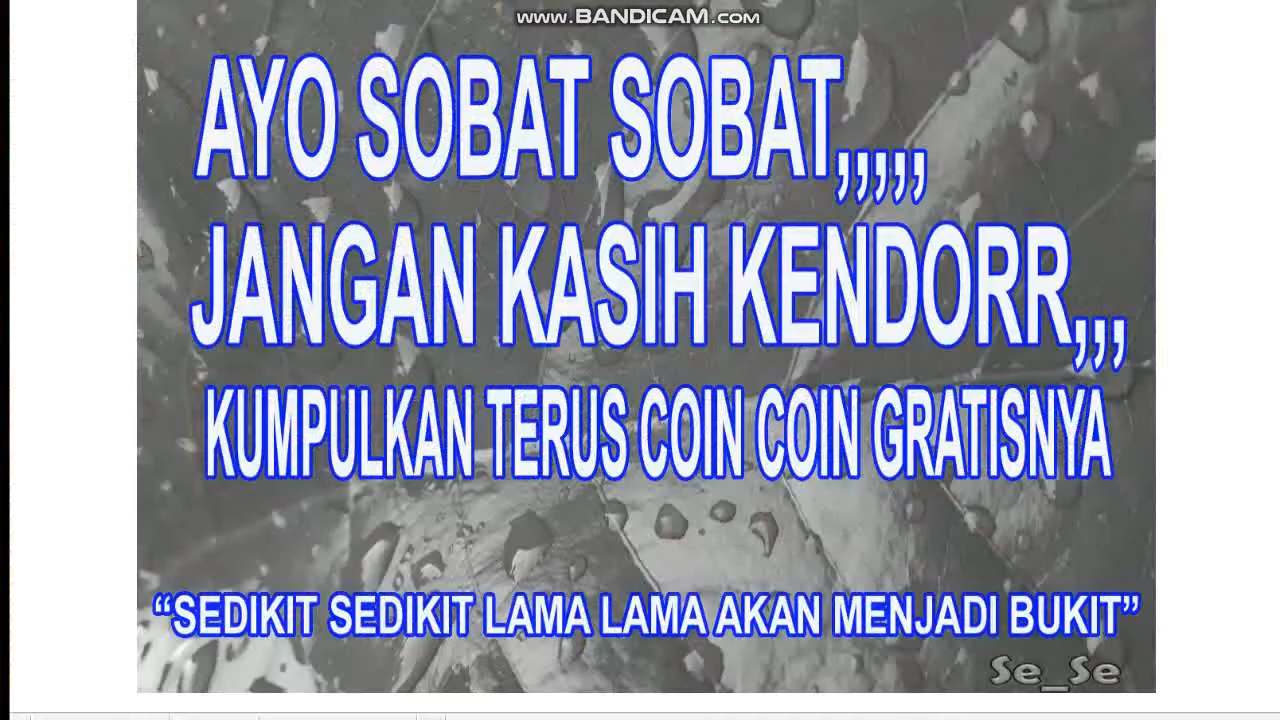 www.BANDICAM.com
AYO SOBAT SOBAT,,,,,
JANGAN KASIH KENDORR,,,
KUMPULKAN TERUS COIN COIN GRATISNYA
“SEDIKIT SEDIKIT LAMA LAMA AKAN MENJADI BUKIT”
Se_Se